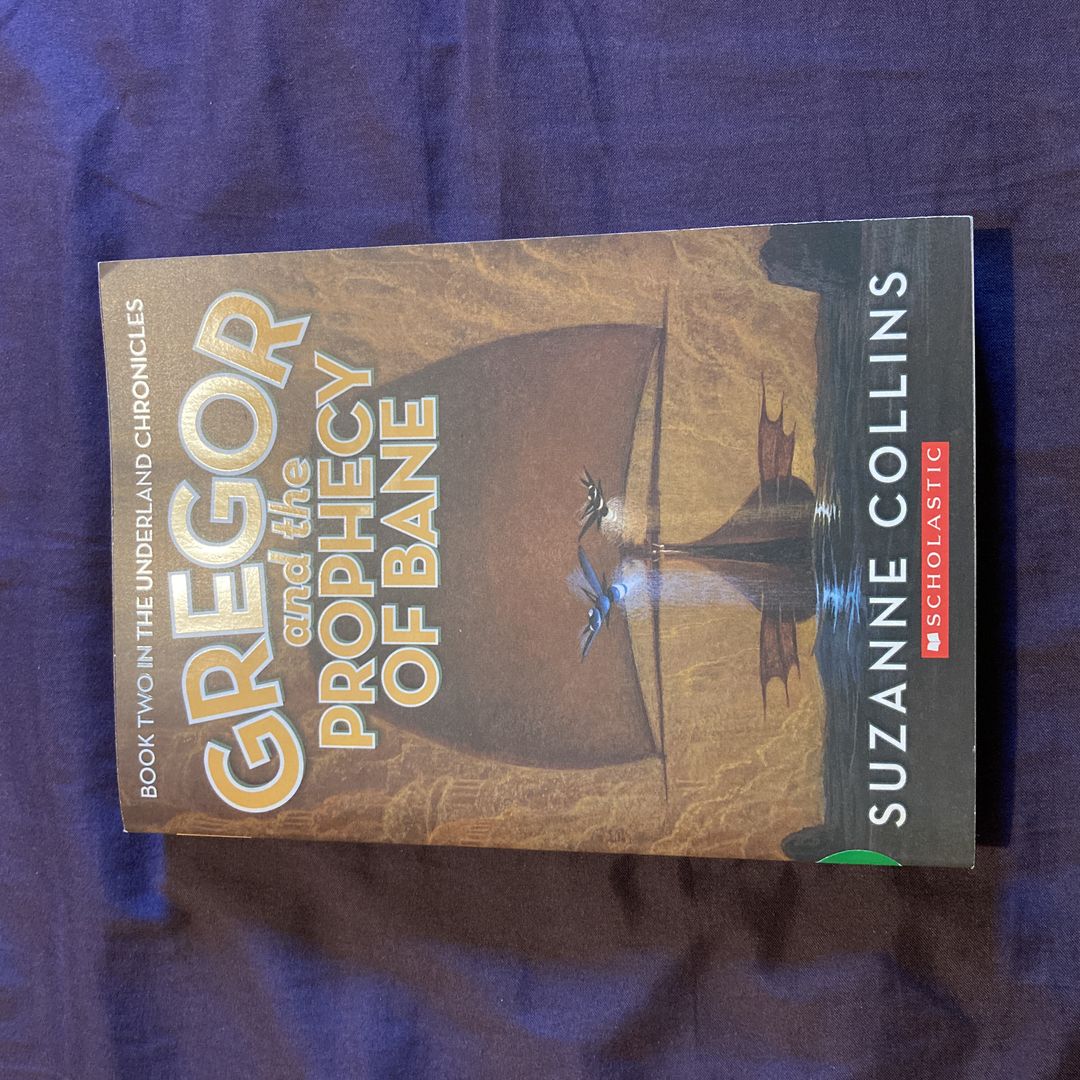 BOOK TWO IN THE UNDERLAND CHRONICLES
GREGOR
and the
PROPHECY
OF BANE
SUZANNE COLLINS
SCHOLASTIC